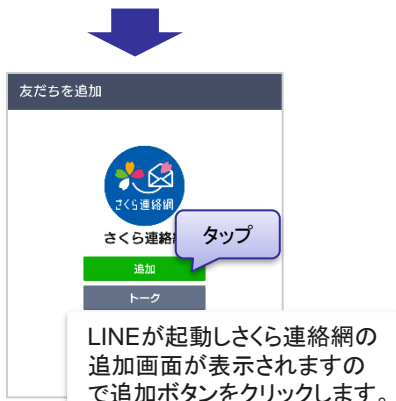 友だちを追加
さくら連絡網
さくら連絡
タップ
追加
トーク
LINEが起動しさくら連絡網の
追加画面が表示されますの
で追加ボタンをクリックします。